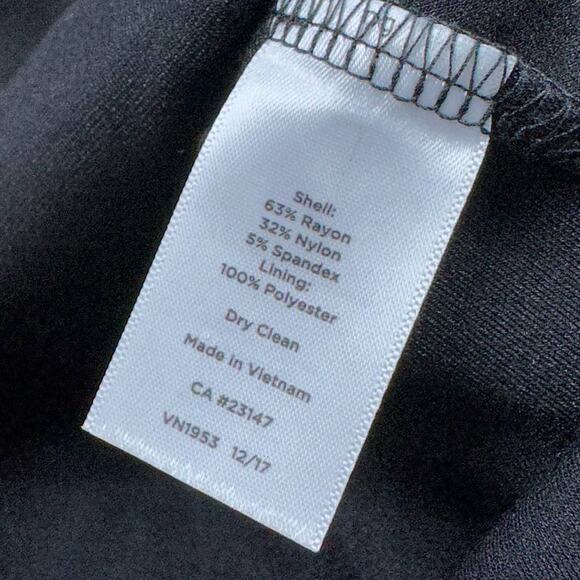 Shell:
63% Rayon
32% Nylon
5% Spandex
Lining:
100% Polyester
Dry Clean
Made in Vietnam
CA #23147
VN1953 12/17